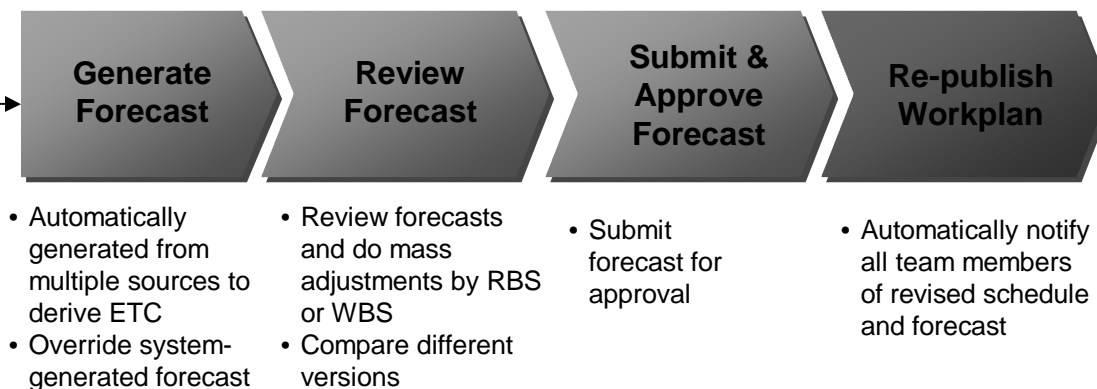 Generate
Forecast
Review
Forecast
Submit &
Approve
Forecast
Re-publish
Workplan
• Automatically
generated from
multiple sources to
derive ETC
• Override system-
generated forecast
• Review forecasts
and do mass
adjustments by RBS
or WBS
• Compare different
versions
• Submit
forecast for
approval
• Automatically notify
all team members
of revised schedule
and forecast